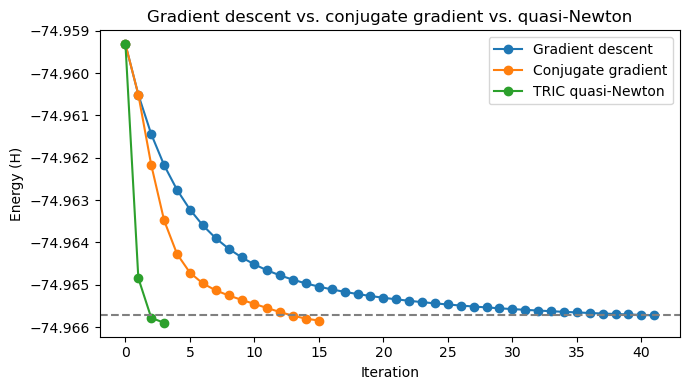 Gradient descent vs. conjugate gradient vs. quasi-Newton
−74.959
−74.960
−74.961
−74.962
−74.963
−74.964
−74.965
−74.966
Energy (H)
Gradient descent
Conjugate gradient
TRIC quasi-Newton
0 5 10 15 20 25 30 35 40
Iteration